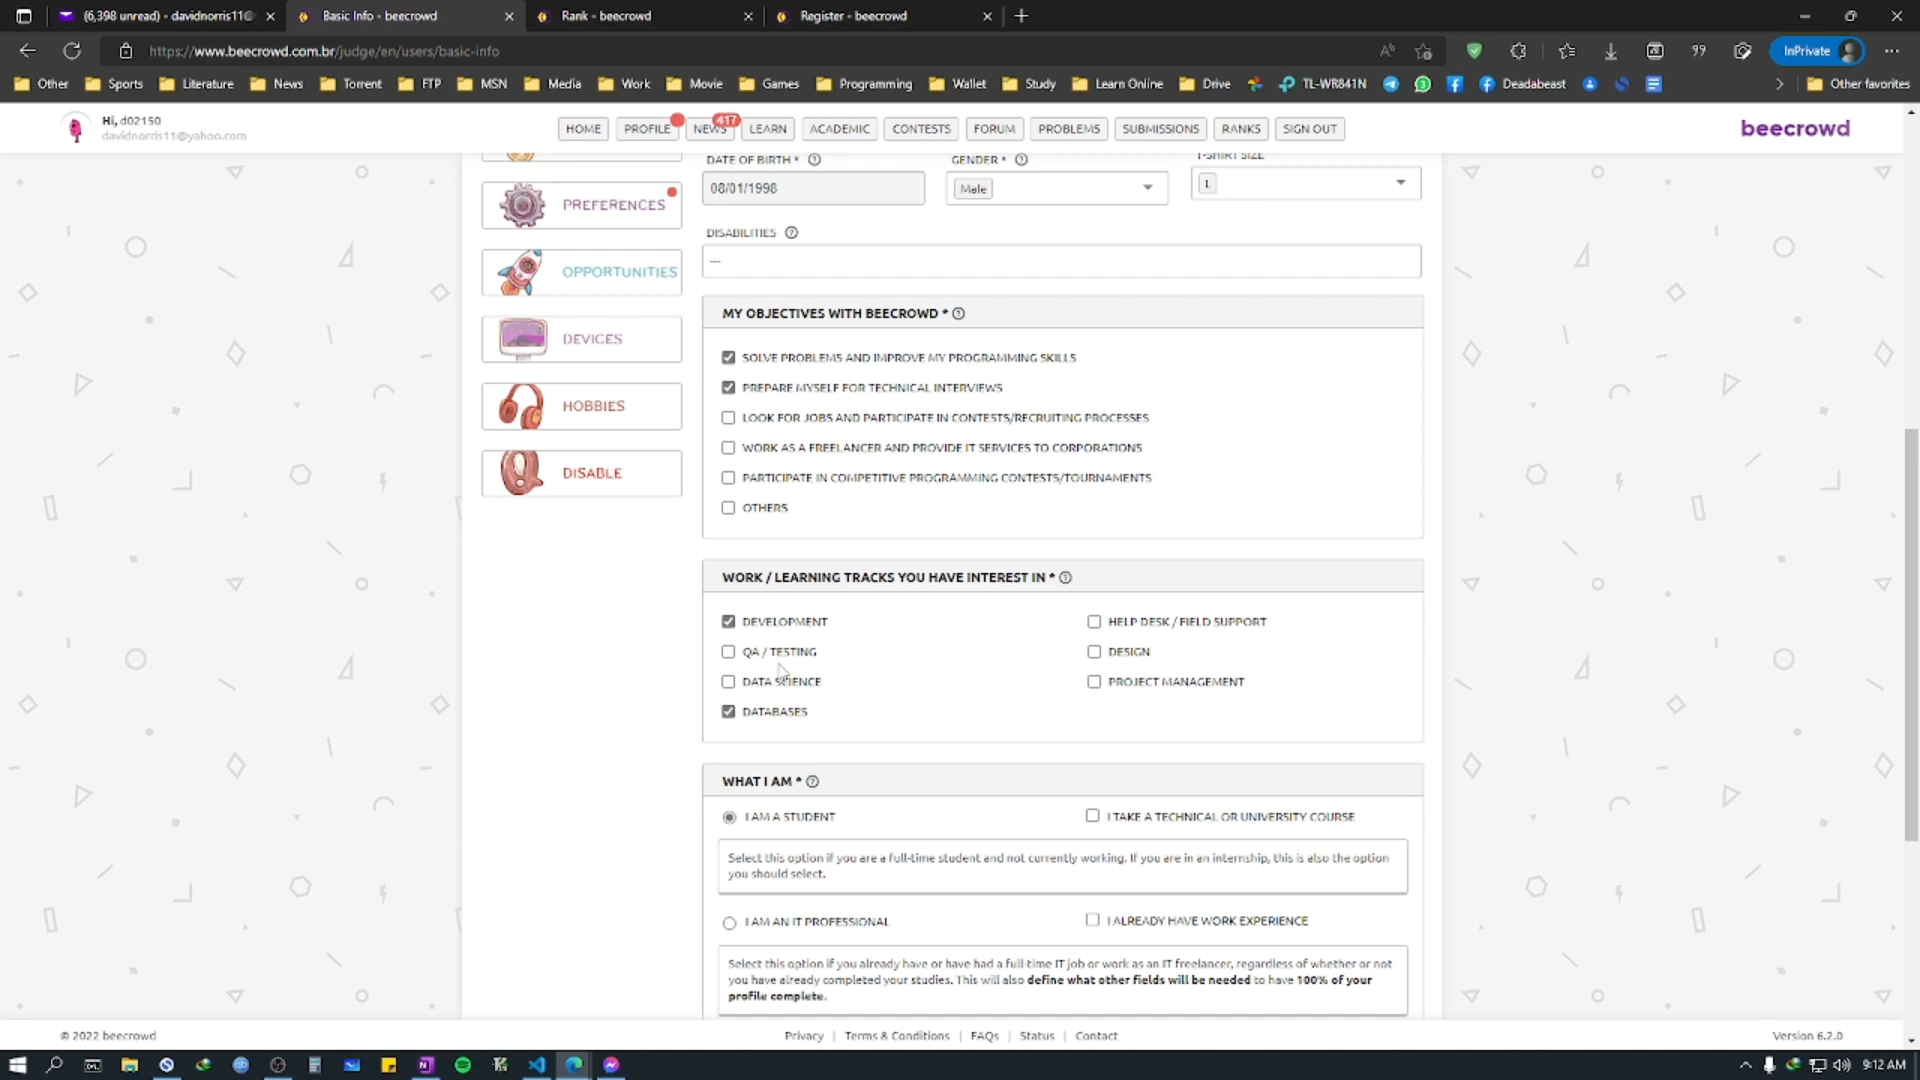 (6,398 unread) - davidnorris11@
Basic Info - beecrowd
Rank - beecrowd
Register - beecrowd
https://www.beecrowd.com.br/judge/en/users/basic-info
InPrivate
Other
Sports
Literature
News
Torrent
FTP
MSN
Media
Work
Movie
Games
Programming
Wallet
Study
Learn Online
Drive
TL-WR841N
Deadabeast
Other favorites
Hi, d02150
davidnorris11@yahoo.com
HOME
PROFILE
NEWS
417
LEARN
ACADEMIC
CONTESTS
FORUM
PROBLEMS
SUBMISSIONS
RANKS
SIGN OUT
beecrowd
DATE OF BIRTH *
GENDER *
T-SHIRT SIZE
08/01/1998
Male
L
PREFERENCES
OPPORTUNITIES
DEVICES
HOBBIES
DISABLE
DISABILITIES
---
MY OBJECTIVES WITH BEECROWD *
SOLVE PROBLEMS AND IMPROVE MY PROGRAMMING SKILLS
PREPARE MYSELF FOR TECHNICAL INTERVIEWS
LOOK FOR JOBS AND PARTICIPATE IN CONTESTS/RECRUITING PROCESSES
WORK AS A FREELANCER AND PROVIDE IT SERVICES TO CORPORATIONS
PARTICIPATE IN COMPETITIVE PROGRAMMING CONTESTS/TOURNAMENTS
OTHERS
WORK / LEARNING TRACKS YOU HAVE INTEREST IN *
DEVELOPMENT
HELP DESK / FIELD SUPPORT
QA / TESTING
DESIGN
DATA SCIENCE
PROJECT MANAGEMENT
DATABASES
WHAT I AM *
I AM A STUDENT
I TAKE A TECHNICAL OR UNIVERSITY COURSE
Select this option if you are a full-time student and not currently working. If you are in an internship, this is also the option
you should select.
I AM AN IT PROFESSIONAL
I ALREADY HAVE WORK EXPERIENCE
Select this option if you already have or have had a full-time IT job or work as an IT freelancer, regardless of whether or not
you have already completed your studies. This will also define what other fields will be needed to have 100% of your
profile complete.
© 2022 beecrowd
Privacy | Terms & Conditions | FAQs | Status | Contact
Version 6.2.0
9:12 AM